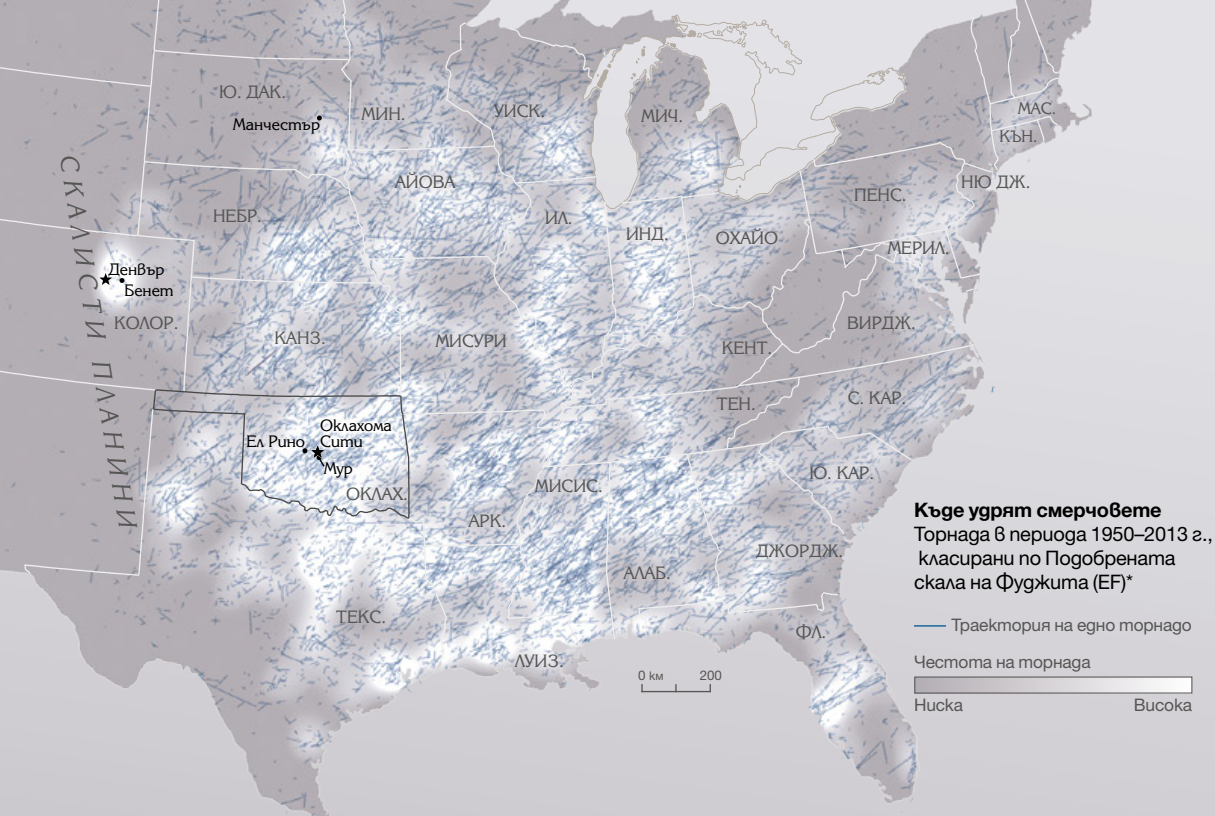 Ю. ДАК.
Манчестър
МИН.
УИСК.
МИЧ.
МАС.
КЪН.
НЮ ДЖ.
ПЕНС.
АЙОВА
НЕБР.
ИЛ.
ИНД.
ОХАЙО
МЕРИЛ.
СКАЛИСТИ ПЛАНИНИ
Денвър
Бенет
КОЛОР.
КАНЗ.
МИСУРИ
КЕНТ.
ВИРДЖ.
ТЕН.
С. КАР.
Оклахома
Сити
Ел Рино
Мур
ОКЛАХ.
АРК.
МИСИС.
Ю. КАР.
ДЖОРДЖ.
АЛАБ.
ТЕКС.
ЛУИЗ.
ФЛ.
0 км 200
Къде удрят смерчовете
Торнада в периода 1950–2013 г.,
класирани по Подобрената
скала на Фуджита (EF)*
Траектория на едно торнадо
Честота на торнада
Ниска Висока